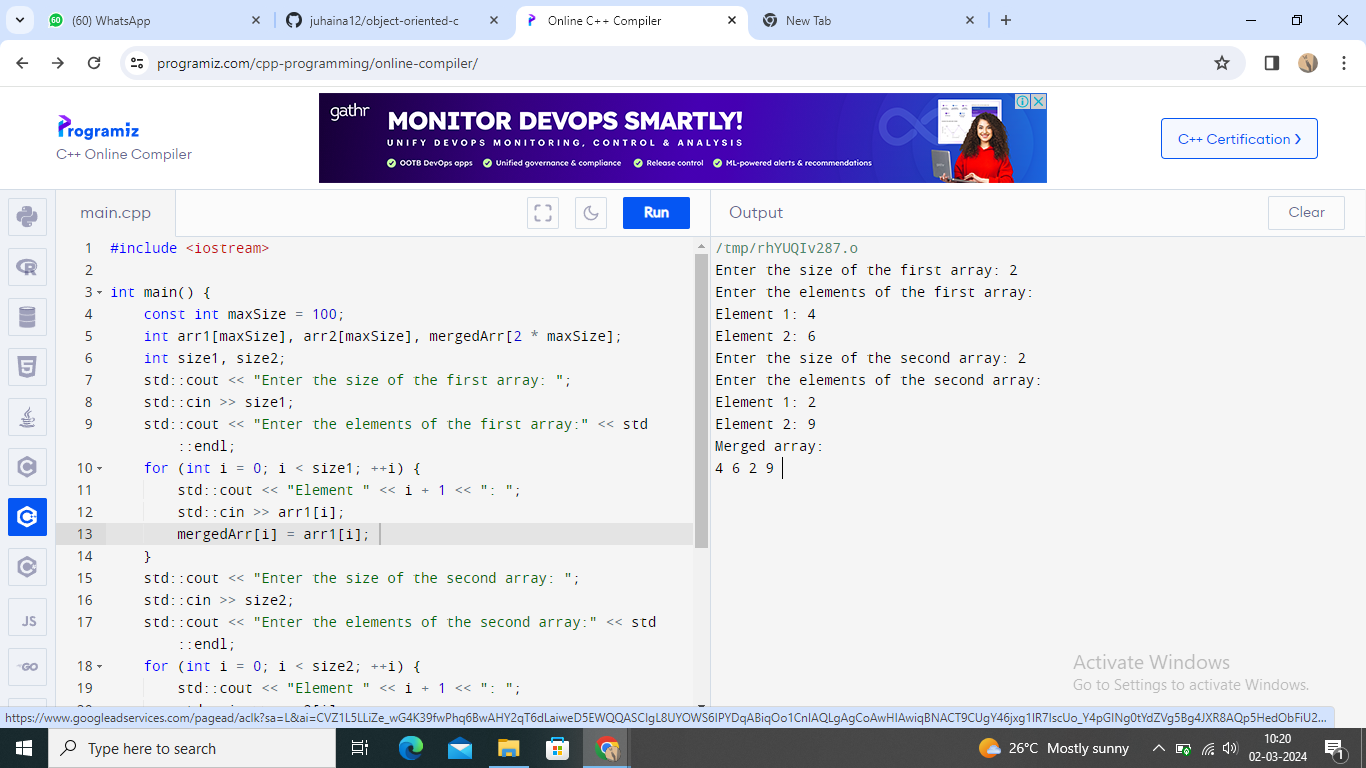 (60) WhatsApp
juhaina12/object-oriented-c
Online C++ Compiler
New Tab
programiz.com/cpp-programming/online-compiler/
Programiz
C++ Online Compiler
gathr
MONITOR DEVOPS SMARTLY!
UNIFY DEVOPS MONITORING, CONTROL & ANALYSIS
OOTB DevOps apps Unified governance & compliance Release control ML-powered alerts & recommendations
C++ Certification
main.cpp
Run
Output
Clear
JS
GO
1 #include <iostream>
2
3 int main() {
4 const int maxSize = 100;
5 int arr1[maxSize], arr2[maxSize], mergedArr[2 * maxSize];
6 int size1, size2;
7 std::cout << "Enter the size of the first array: ";
8 std::cin >> size1;
9 std::cout << "Enter the elements of the first array:" << std
::endl;
10 for (int i = 0; i < size1; ++i) {
11 std::cout << "Element " << i + 1 << ": ";
12 std::cin >> arr1[i];
13 mergedArr[i] = arr1[i];
14 }
15 std::cout << "Enter the size of the second array: ";
16 std::cin >> size2;
17 std::cout << "Enter the elements of the second array:" << std
::endl;
18 for (int i = 0; i < size2; ++i) {
19 std::cout << "Element " << i + 1 << ": ";
/tmp/rhYUQIv287.o
Enter the size of the first array: 2
Enter the elements of the first array:
Element 1: 4
Element 2: 6
Enter the size of the second array: 2
Enter the elements of the second array:
Element 1: 2
Element 2: 9
Merged array:
4 6 2 9
Activate Windows
Go to Settings to activate Windows.
Type here to search
26°C Mostly sunny
10:20
02-03-2024
1